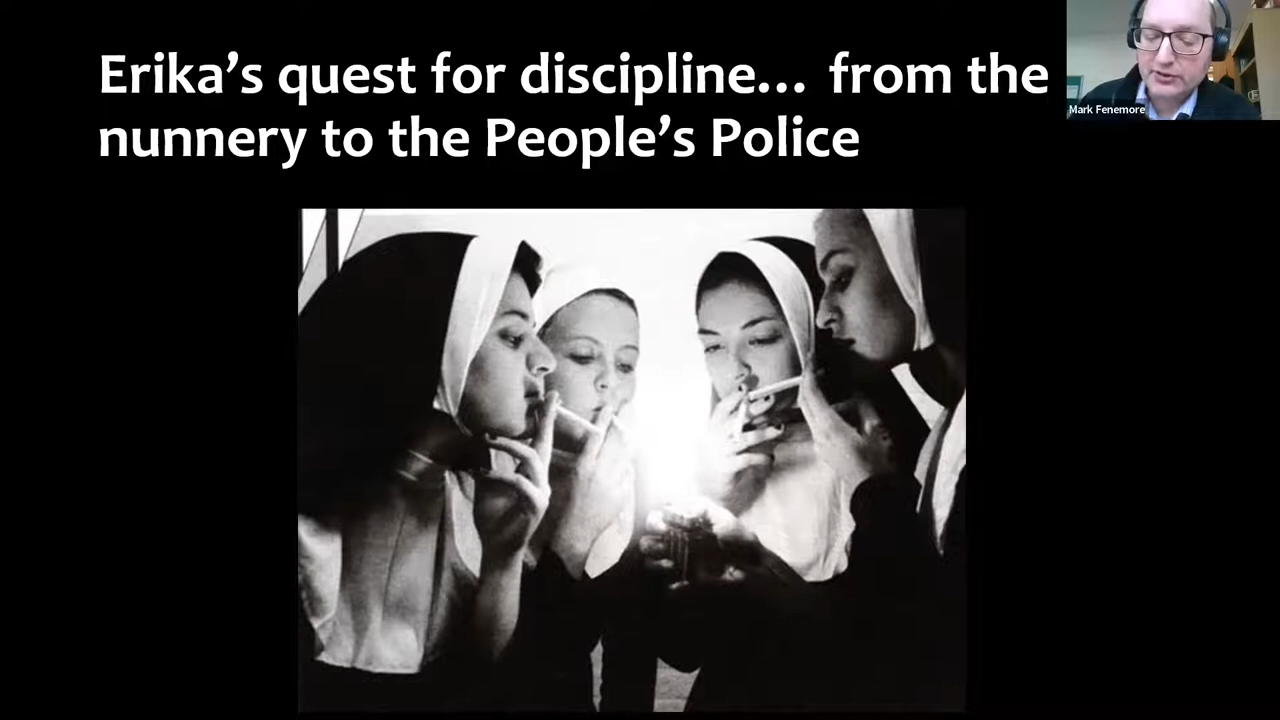 Erika’s quest for discipline… from the
nunnery to the People’s Police
Mark Fenemore